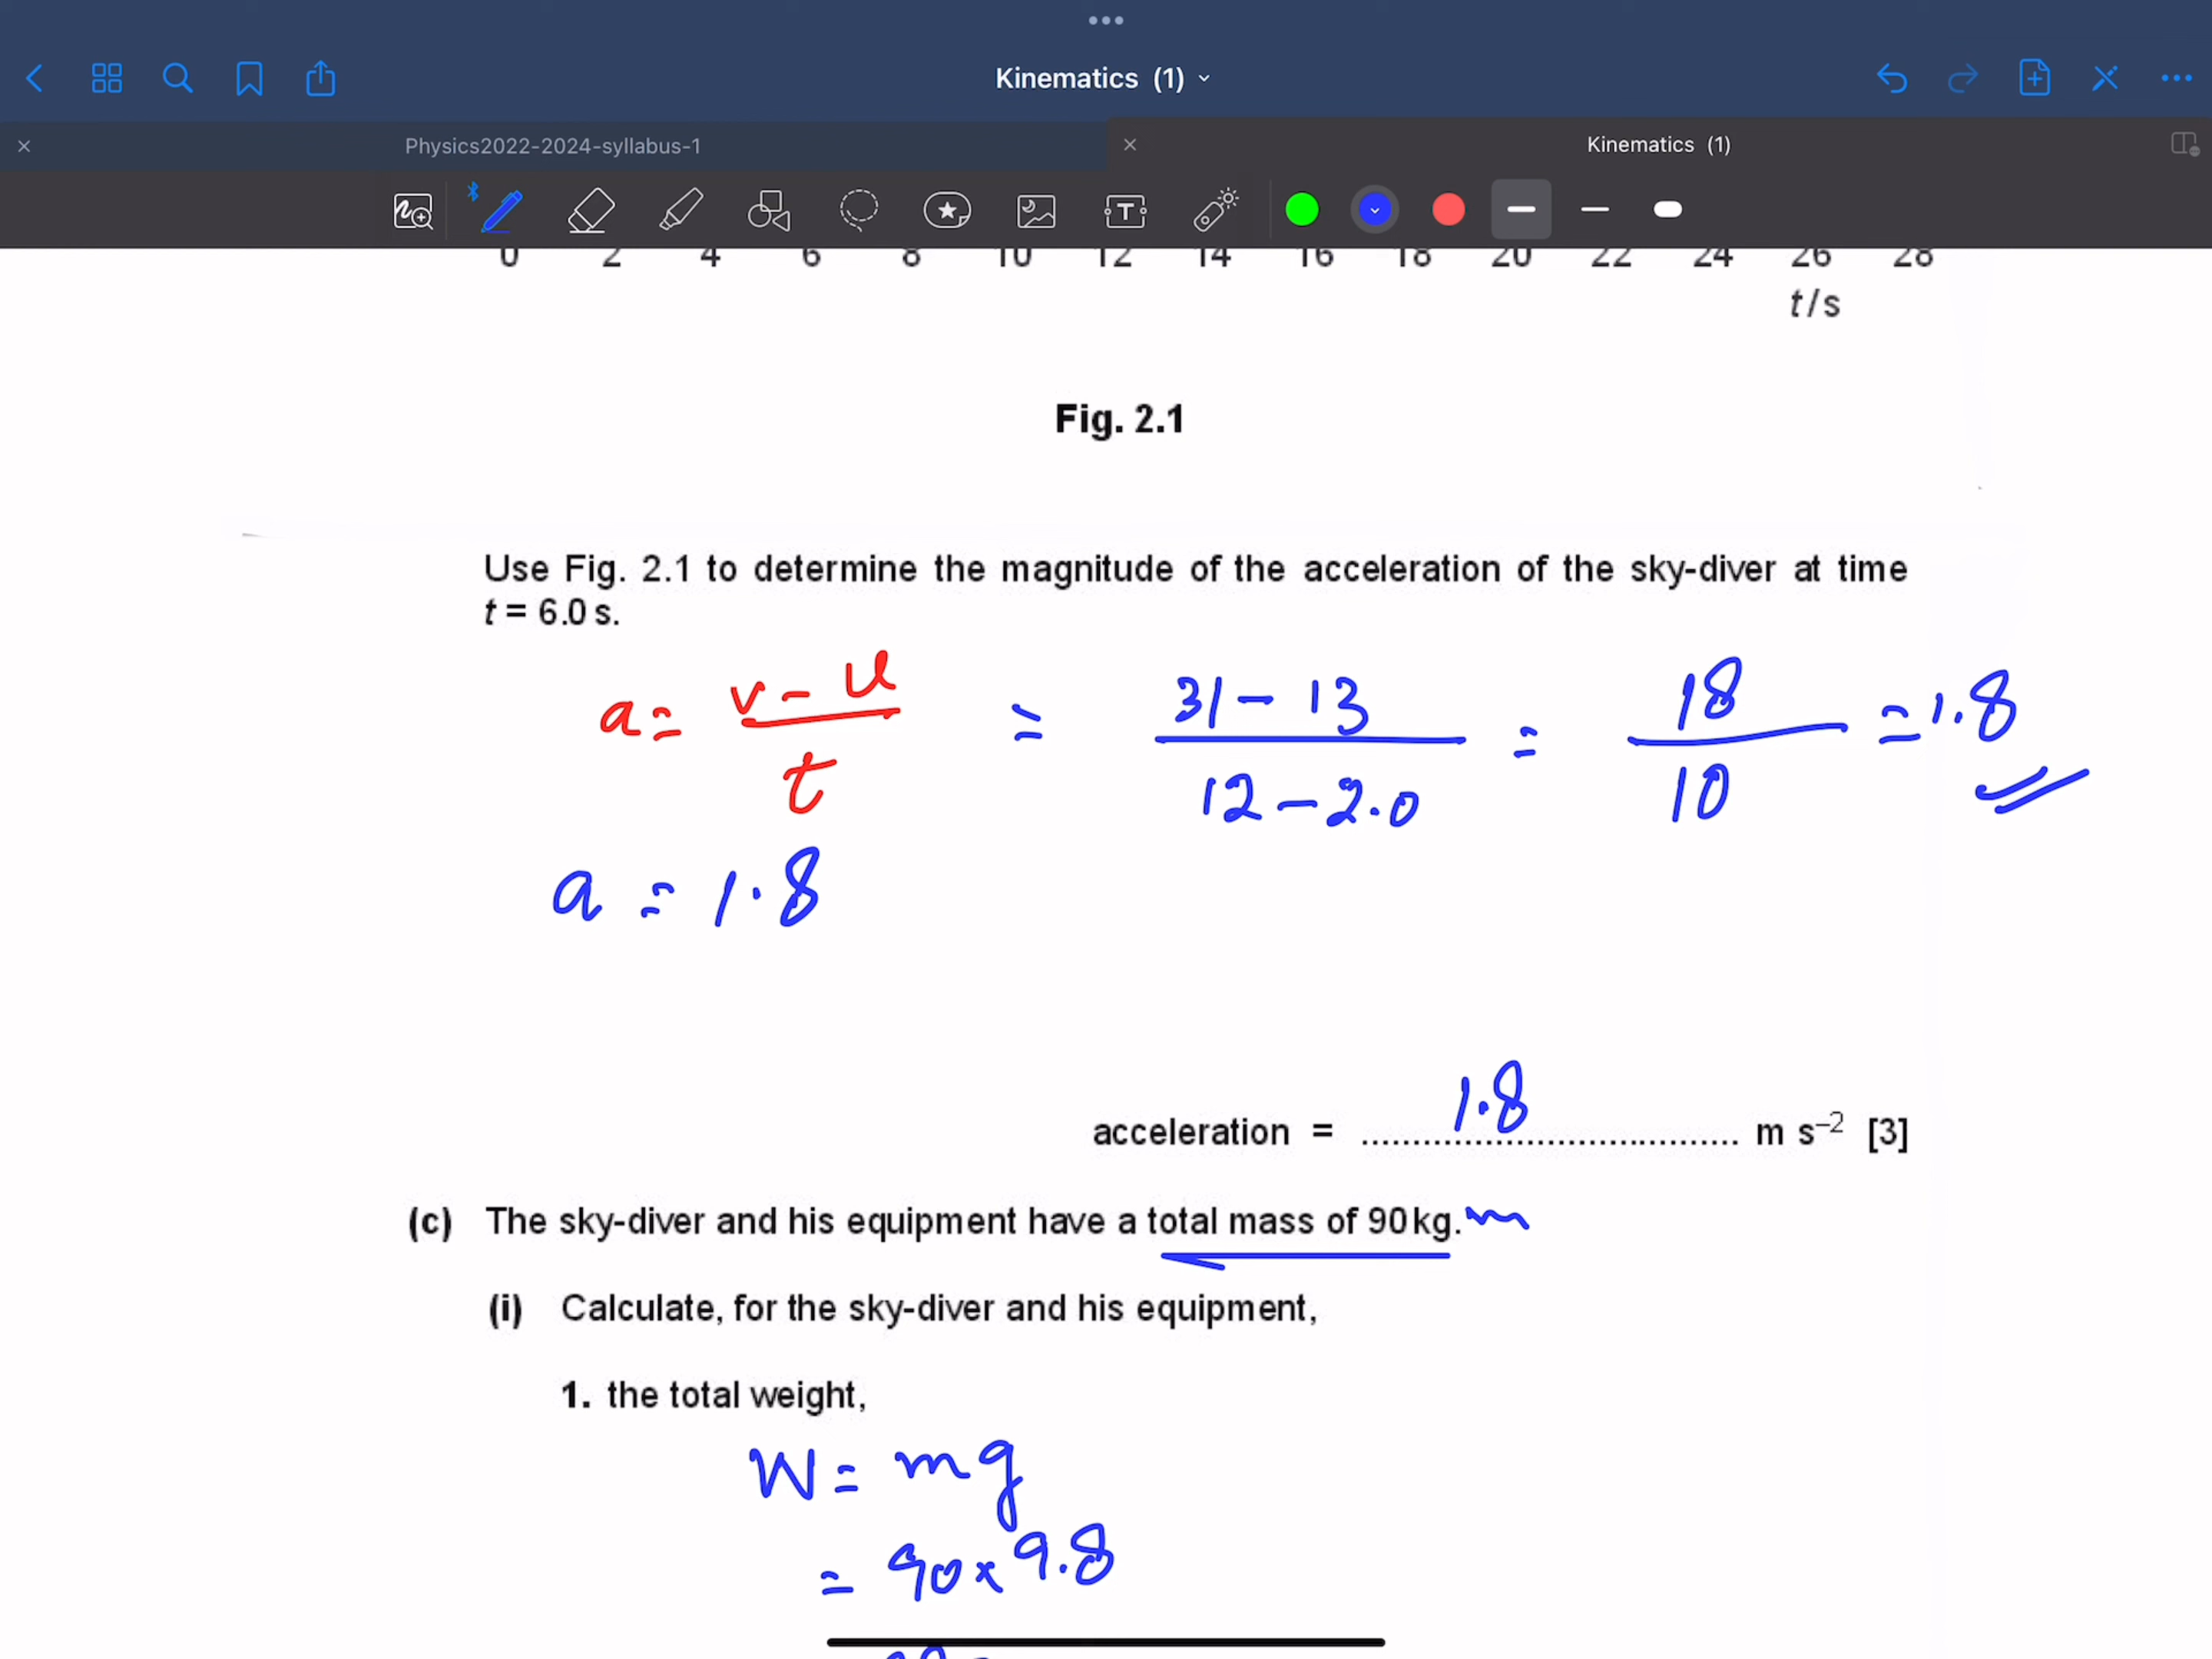 Kinematics (1)
Physics2022-2024-syllabus-1
Kinematics (1)
0 2 4 6 8 10 12 14 16 18 20 22 24 26 28
t/s
Fig. 2.1
Use Fig. 2.1 to determine the magnitude of the acceleration of the sky-diver at time
t = 6.0 s.
a = v - u / t = 31 - 13 / 12 - 2.0 = 18 / 10 = 1.8
a = 1.8
acceleration = 1.8 m s⁻² [3]
(c) The sky-diver and his equipment have a total mass of 90 kg. m
(i) Calculate, for the sky-diver and his equipment,
1. the total weight,
W = mg
= 90 × 9.8